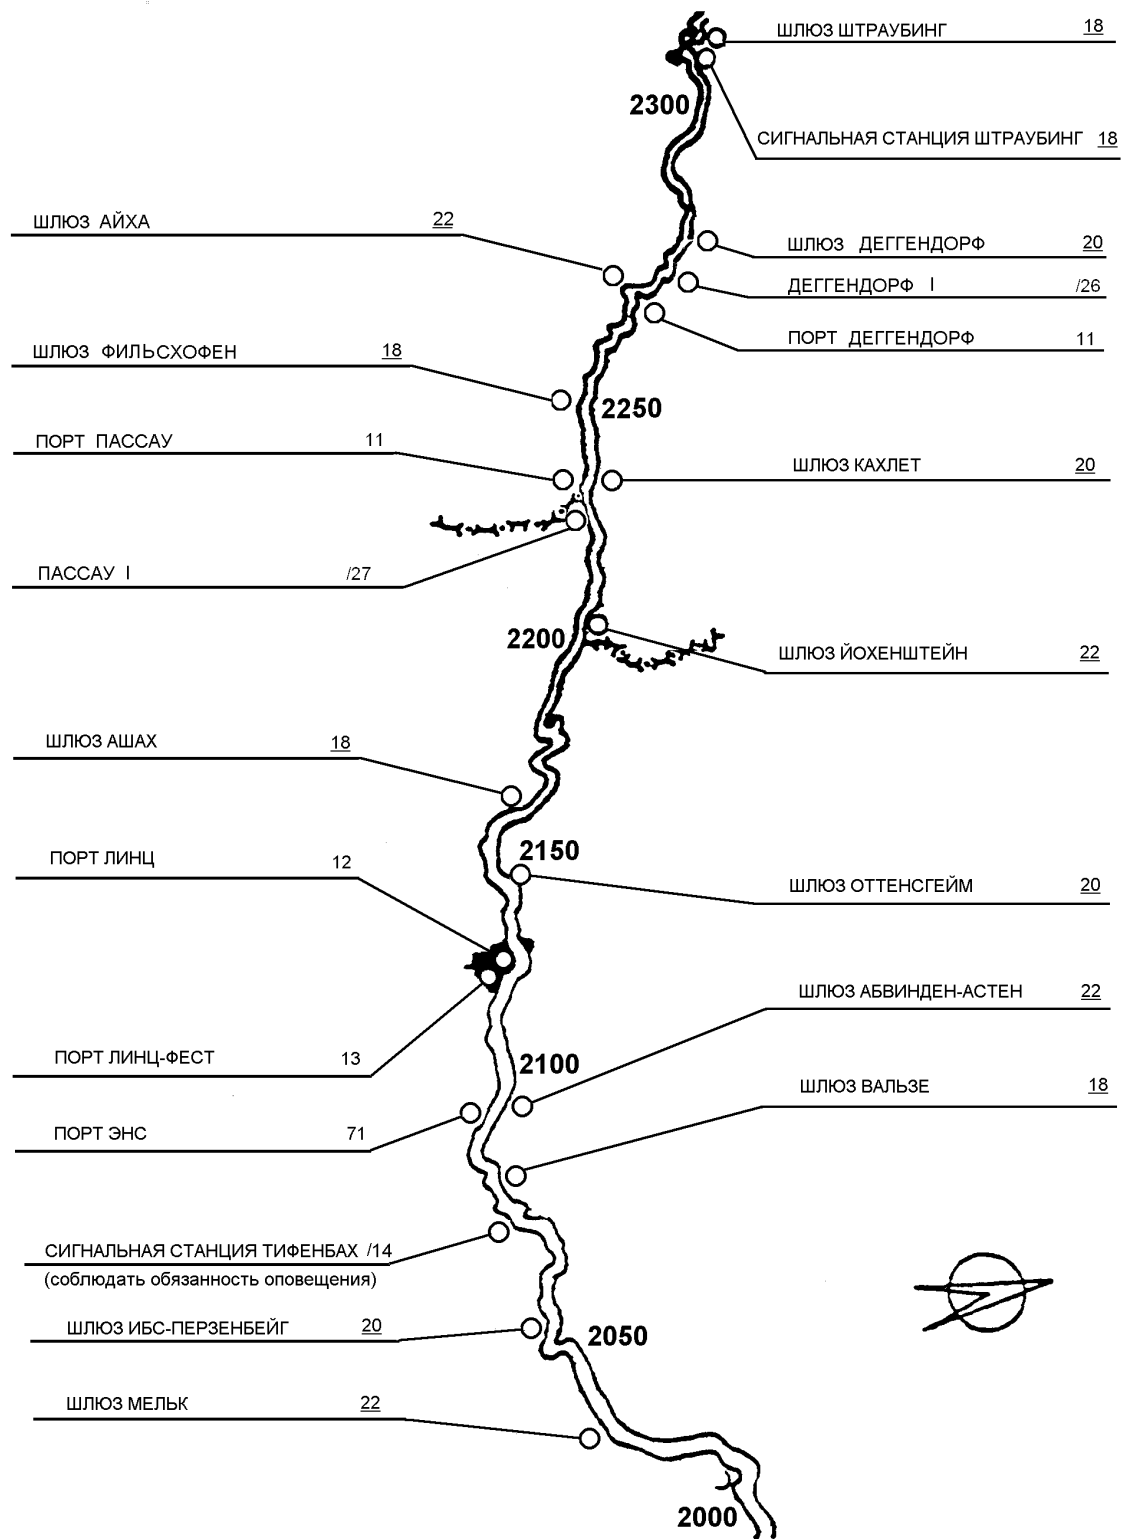 ШЛЮЗ ШТРАУБИНГ 18
2300
СИГНАЛЬНАЯ СТАНЦИЯ ШТРАУБИНГ 18
ШЛЮЗ АЙХА 22
ШЛЮЗ ДЕГГЕНДОРФ 20
ДЕГГЕНДОРФ I /26
ПОРТ ДЕГГЕНДОРФ 11
ШЛЮЗ ФИЛЬСХОФЕН 18
2250
ПОРТ ПАССАУ 11
ШЛЮЗ КАХЛЕТ 20
ПАССАУ I /27
2200
ШЛЮЗ ЙОХЕНШТЕЙН 22
ШЛЮЗ АШАХ 18
2150
ПОРТ ЛИНЦ 12
ШЛЮЗ ОТТЕНСГЕЙМ 20
ШЛЮЗ АБВИНДЕН-АСТЕН 22
ПОРТ ЛИНЦ-ФЕСТ 13
2100
ШЛЮЗ ВАЛЬЗЕ 18
ПОРТ ЭНС 71
СИГНАЛЬНАЯ СТАНЦИЯ ТИФЕНБАХ /14
(соблюдать обязанность оповещения)
ШЛЮЗ ИБС-ПЕРЗЕНБЕЙГ 20
2050
ШЛЮЗ МЕЛЬК 22
2000